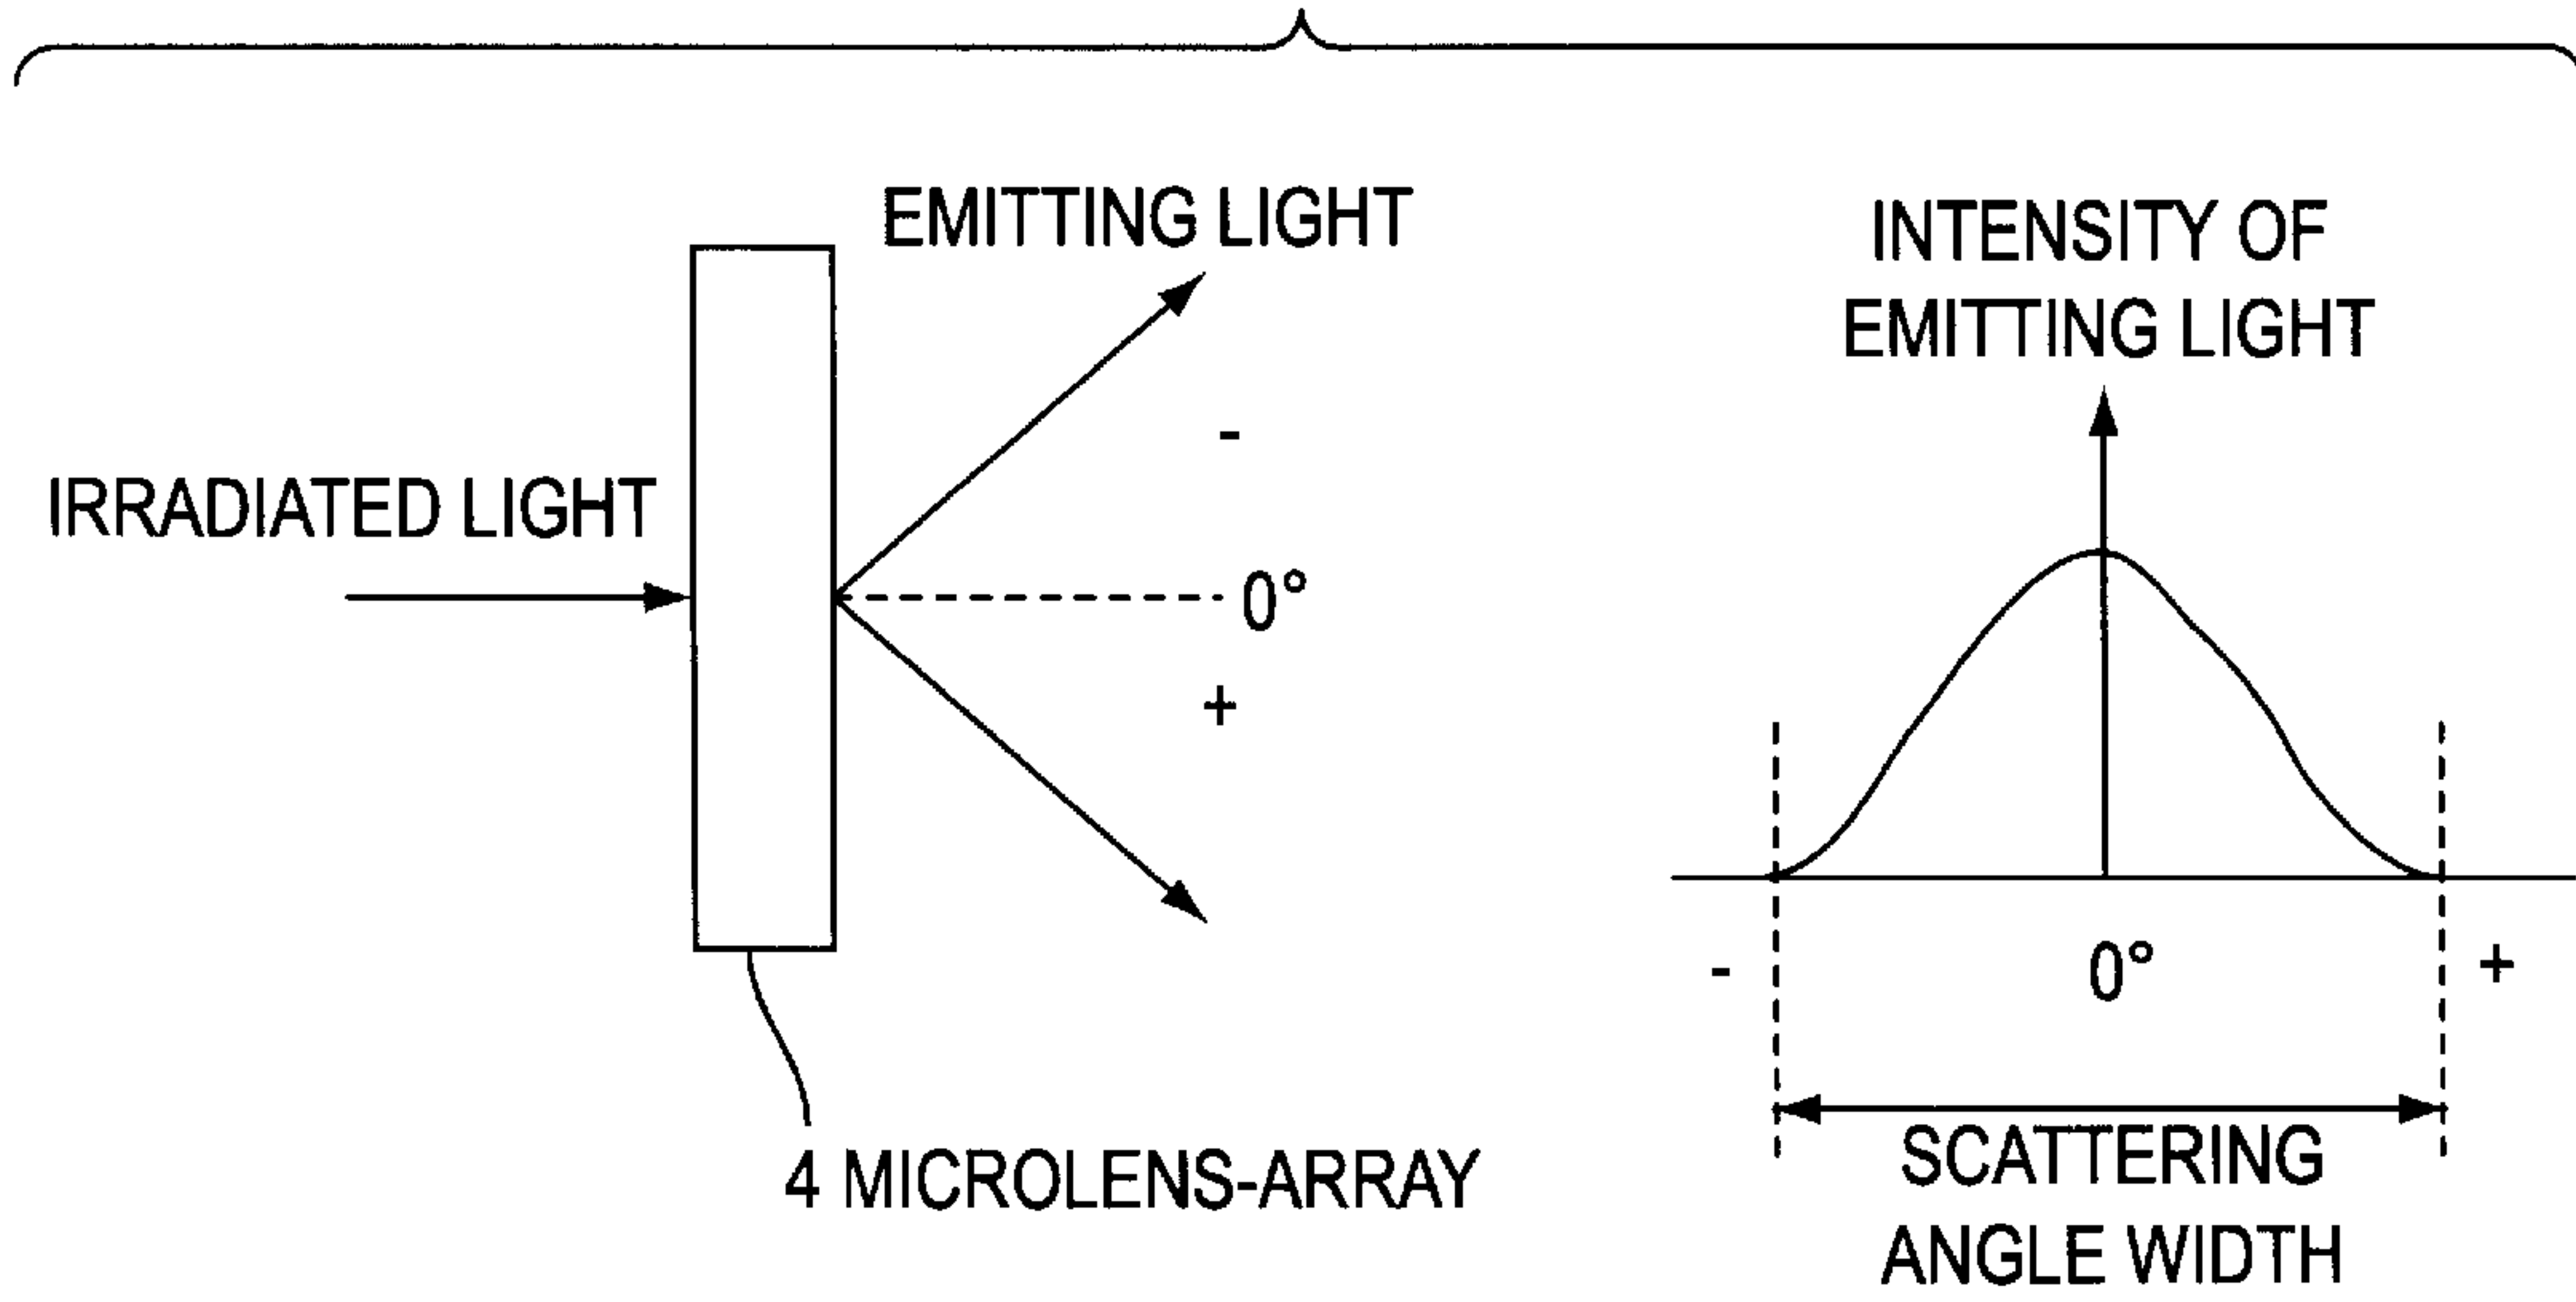 EMITTING LIGHT
-
IRRADIATED LIGHT
0°
+
4 MICROLENS-ARRAY
INTENSITY OF
EMITTING LIGHT
-
0°
+
SCATTERING
ANGLE WIDTH